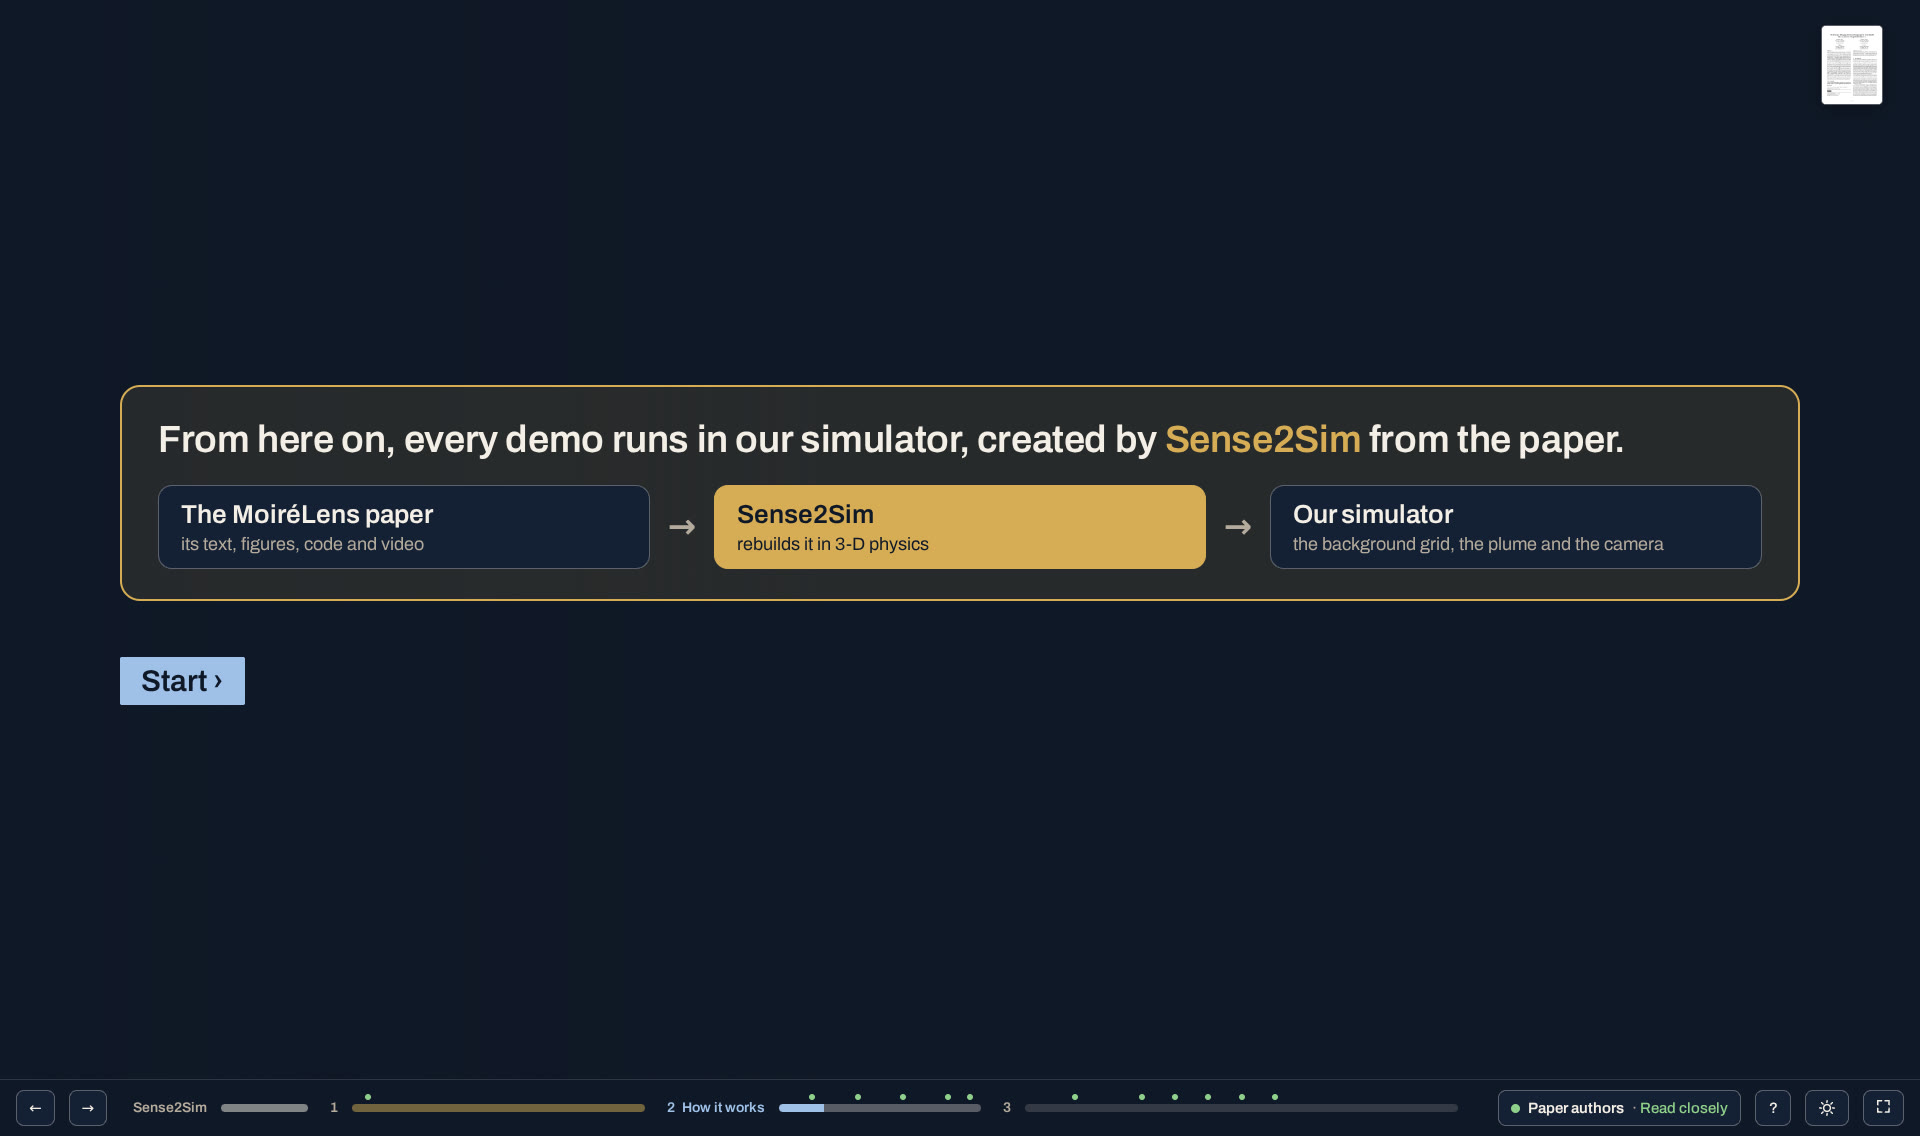 From here on, every demo runs in our simulator, created by Sense2Sim from the paper.
The MoiréLens paper
its text, figures, code and video
→
Sense2Sim
rebuilds it in 3-D physics
→
Our simulator
the background grid, the plume and the camera
Start ›
← → Sense2Sim 1 2 How it works 3 Paper authors · Read closely ?